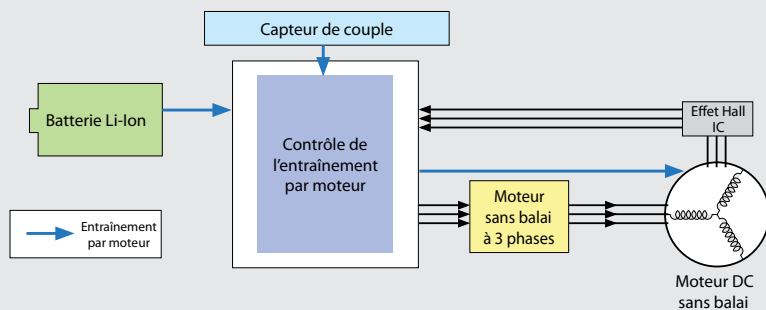 Capteur de couple
Batterie Li-Ion
Contrôle de
l'entraînement
par moteur
Effet Hall
IC
Moteur
sans balai
à 3 phases
Entraînement
par moteur
Moteur DC
sans balai